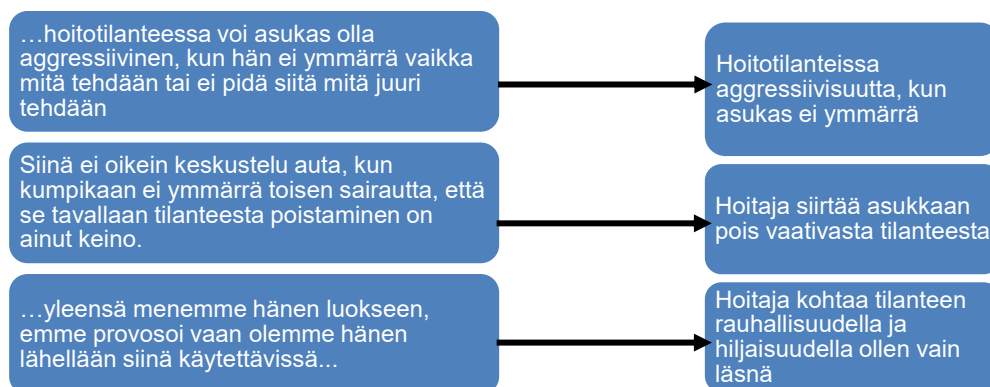 …hoitotilanteessa voi asukas olla
aggressiivinen, kun hän ei ymmärrä vaikka
mitä tehdään tai ei pidä siitä mitä juuri
tehdään
Hoitotilanteissa
aggressiivisuutta, kun
asukas ei ymmärrä
Siinä ei oikein keskustelu auta, kun
kumpikaan ei ymmärrä toisen sairautta, että
se tavallaan tilanteesta poistaminen on
ainut keino.
Hoitaja siirtää asukkaan
pois vaativasta tilanteesta
…yleensä menemme hänen luokseen,
emme provosoi vaan olemme hänen
lähellään siinä käytettävissä...
Hoitaja kohtaa tilanteen
rauhallisuudella ja
hiljaisuudella ollen vain
läsnä